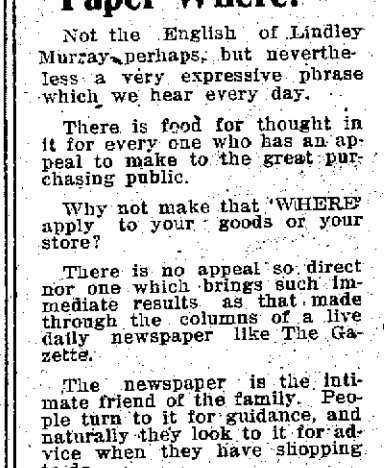 Paper Where?"
Not the English of Lindley
Murray perhaps, but neverthe-
less a very expressive phrase
which we hear every day.
There is food for thought in
it for every one who has an ap-
peal to make to the great pur-
chasing public.
Why not make that 'WHERE'
apply to your goods or your
store?
There is no appeal so direct
nor one which brings such im-
mediate results as that made
through the columns of a live
daily newspaper like The Ga-
zette.
The newspaper is the inti-
mate friend of the family. Peo-
ple turn to it for guidance, and
naturally they look to it for ad-
vice when they have shopping
to do